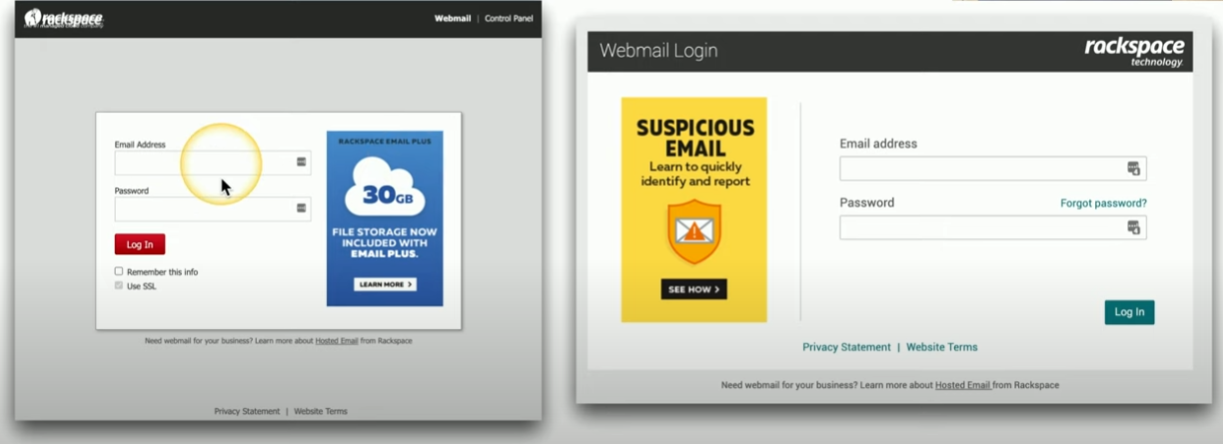 rackspace
Webmail | Control Panel
Email Address
Password
Log In
Remember this info
Use SSL
RACKSPACE EMAIL PLUS
30GB
FILE STORAGE NOW
INCLUDED WITH
EMAIL PLUS.
LEARN MORE >
Need webmail for your business? Learn more about Hosted Email from Rackspace
Privacy Statement | Website Terms
Webmail Login
rackspace
technology
SUSPICIOUS
EMAIL
Learn to quickly
identify and report
SEE HOW >
Email address
Password
Forgot password?
Log In
Privacy Statement | Website Terms
Need webmail for your business? Learn more about Hosted Email from Rackspace